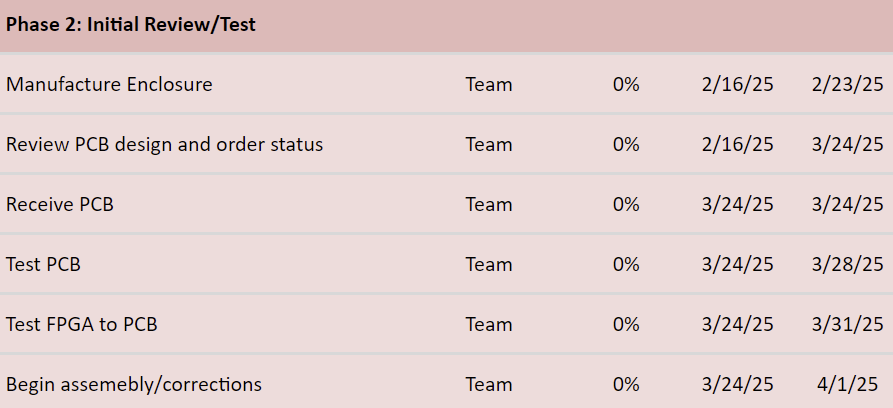 Phase 2: Initial Review/Test
Manufacture Enclosure Team 0% 2/16/25 2/23/25
Review PCB design and order status Team 0% 2/16/25 3/24/25
Receive PCB Team 0% 3/24/25 3/24/25
Test PCB Team 0% 3/24/25 3/28/25
Test FPGA to PCB Team 0% 3/24/25 3/31/25
Begin assemebly/corrections Team 0% 3/24/25 4/1/25